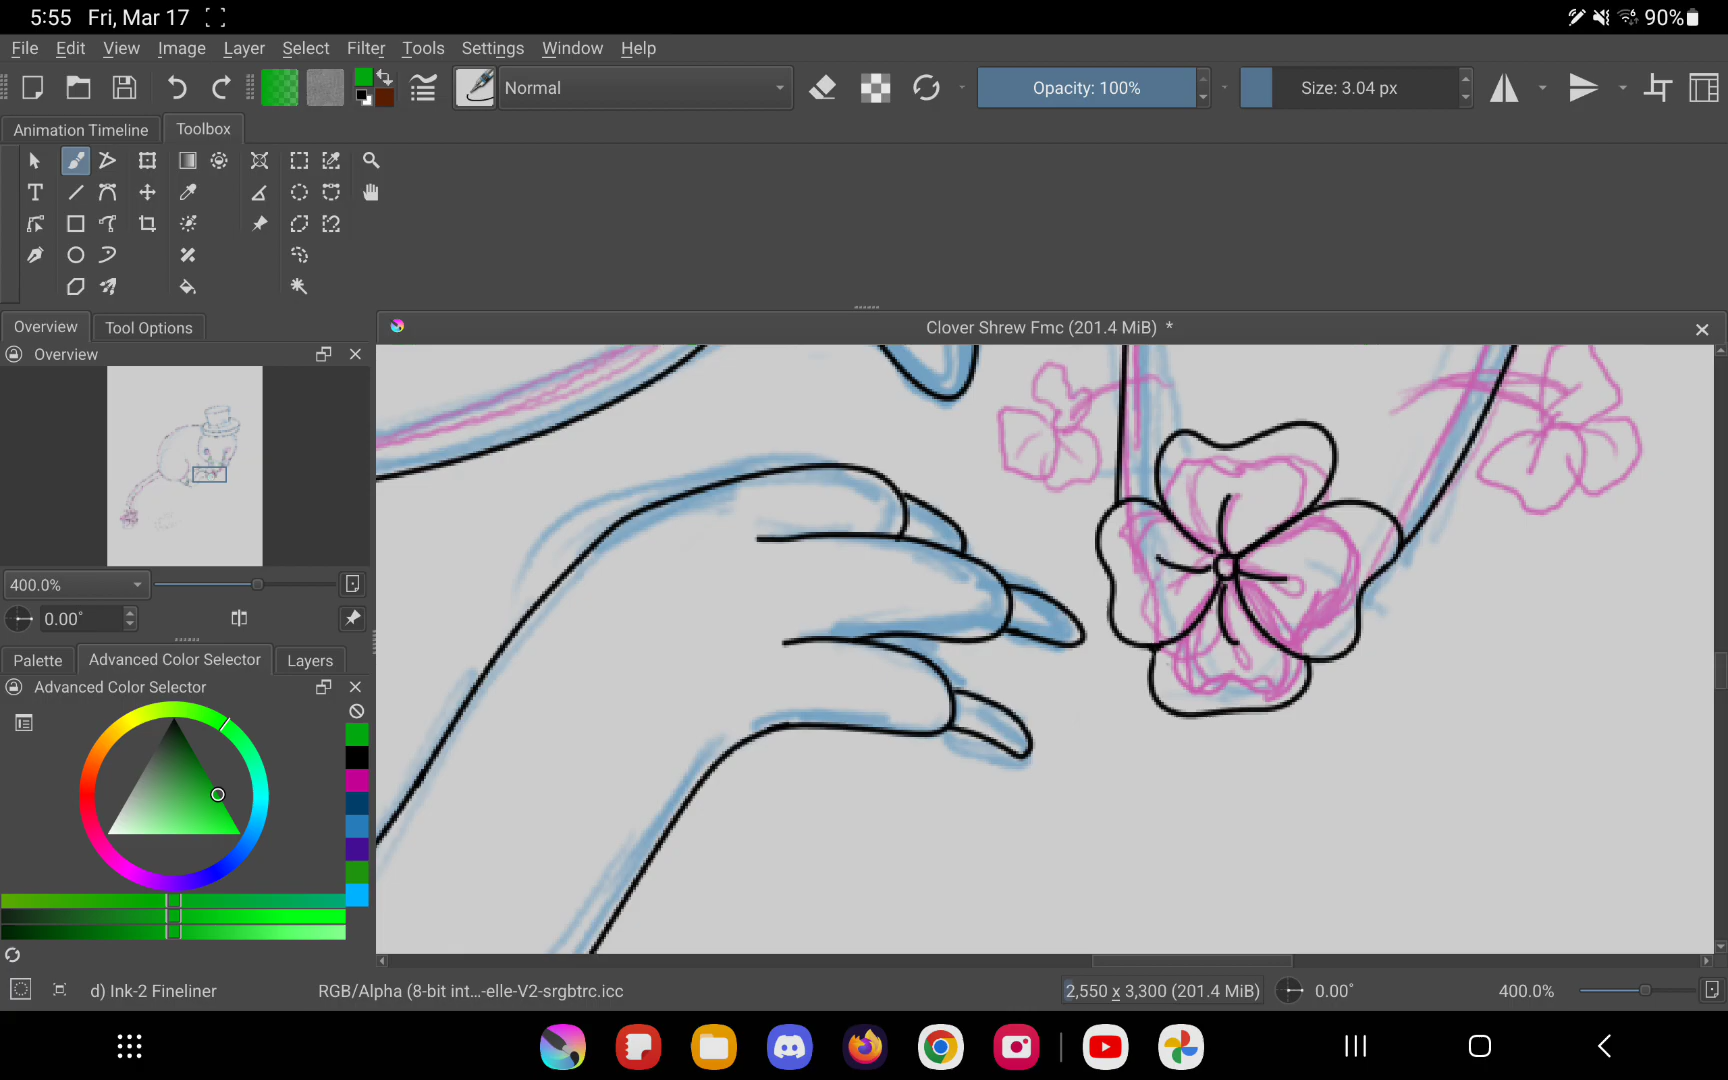 5:55 Fri, Mar 17 90%
File Edit View Image Layer Select Filter Tools Settings Window Help
Normal Opacity: 100% Size: 3.04 px
Animation Timeline Toolbox
Overview Tool Options
Clover Shrew Fmc (201.4 MiB) *
Overview
400.0%
0.00°
Palette Advanced Color Selector Layers
Advanced Color Selector
d) Ink-2 Fineliner RGB/Alpha (8-bit int...-elle-V2-srgbtrc.icc 2,550 x 3,300 (201.4 MiB) 0.00° 400.0%